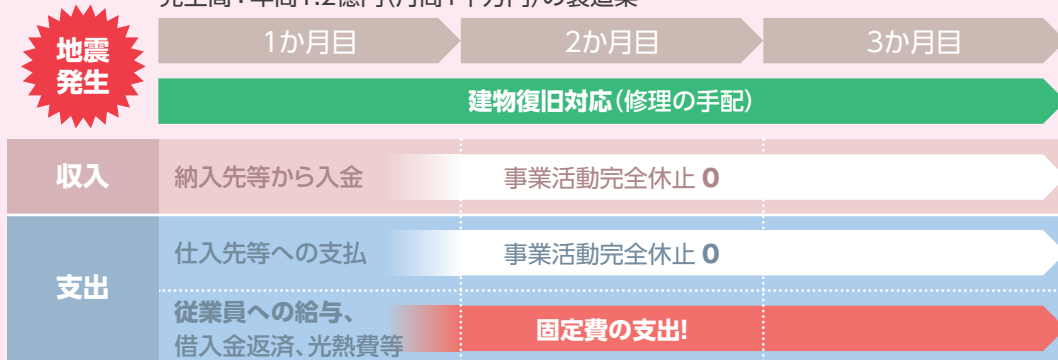 地震
発生
1か月目
2か月目
3か月目
建物復旧対応(修理の手配)
収入
納入先等から入金
事業活動完全休止 0
支出
仕入先等への支払
事業活動完全休止 0
従業員への給与、
借入金返済、光熱費等
固定費の支出!